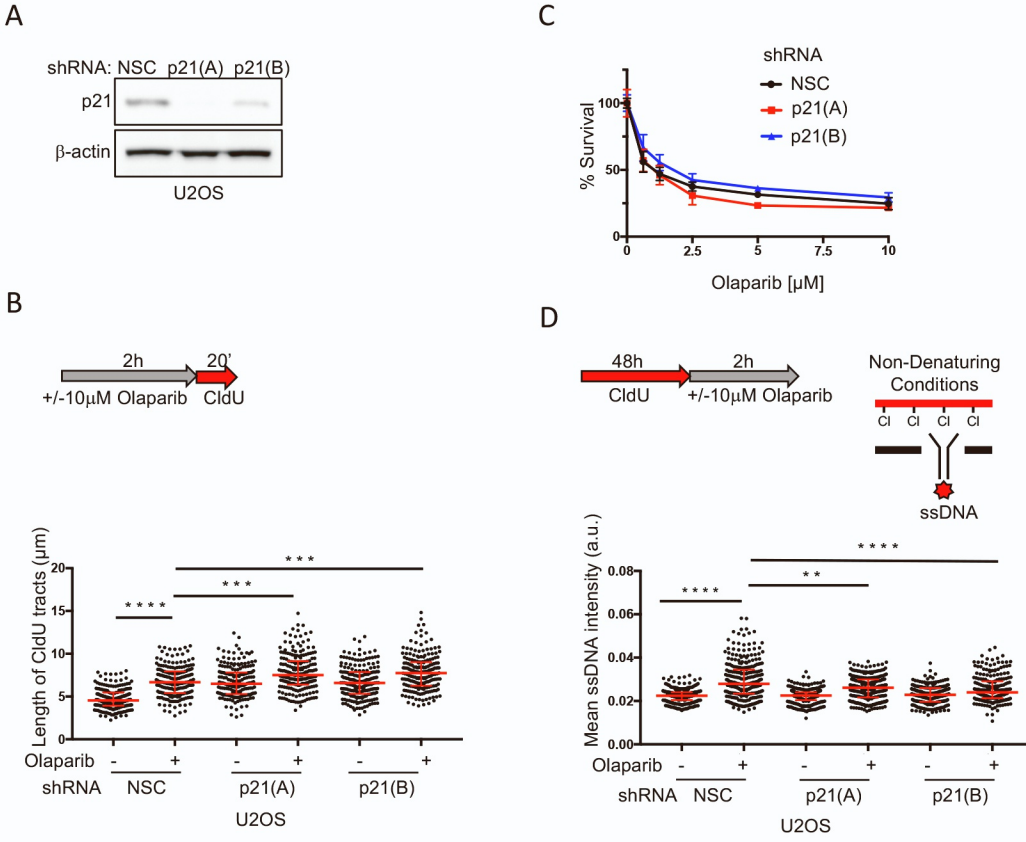 A
shRNA: NSC p21(A) p21(B)
p21
β-actin
U2OS
C
shRNA
NSC
p21(A)
p21(B)
% Survival
100
50
0
0 2.5 5 7.5 10
Olaparib [µM]
B
2h 20'
+/-10µM Olaparib CldU
Length of CldU tracts (µm)
20
15
10
5
0
* * * *
* * *
* * *
Olaparib - + - + - +
shRNA NSC p21(A) p21(B)
U2OS
D
48h 2h
CldU +/-10µM Olaparib
Non-Denaturing
Conditions
Cl Cl Cl Cl
ssDNA
Mean ssDNA intensity (a.u.)
0.08
0.06
0.04
0.02
0.00
* * * *
* *
* * * *
Olaparib - + - + - +
shRNA NSC p21(A) p21(B)
U2OS